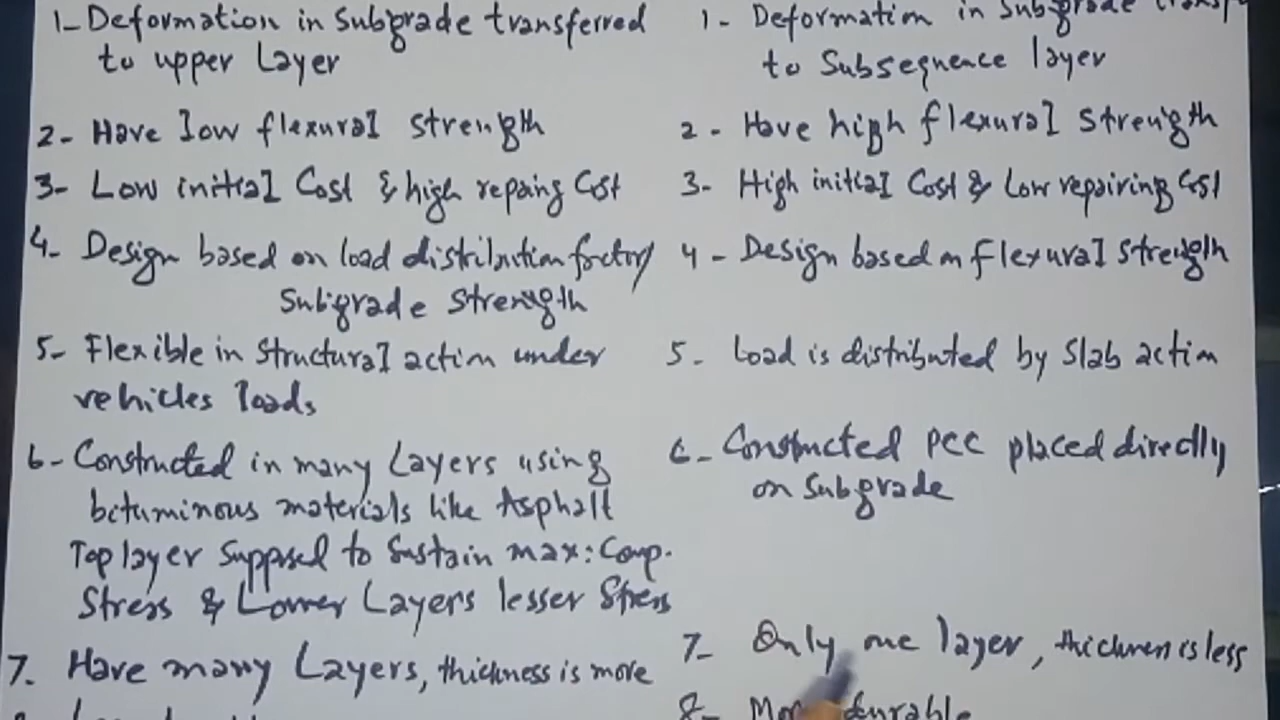 1- Deformation in Subgrade transferred
to upper Layer
2- Have low flexural strength
3- Low initial Cost & high repaing Cost
4- Design based on load distribution factory
Subgrade Strength
5- Flexible in Structural action under
vehicles loads
6- Constructed in many Layers using
bituminous materials like Asphalt
Top layer Supposed to Sustain max: Comp.
Stress & Lower Layers lesser Stress
7. Have many Layers, thickness is more
1- Deformation in Subgrade
to Subsequence layer
2- Have high flexural Strength
3- High initial Cost & Low repairing Cost
4- Design based on flexural Strength
5. Load is distributed by Slab action
6- Constructed PCC placed directly
on Subgrade
7- Only one layer, thickness is less
8- More durable